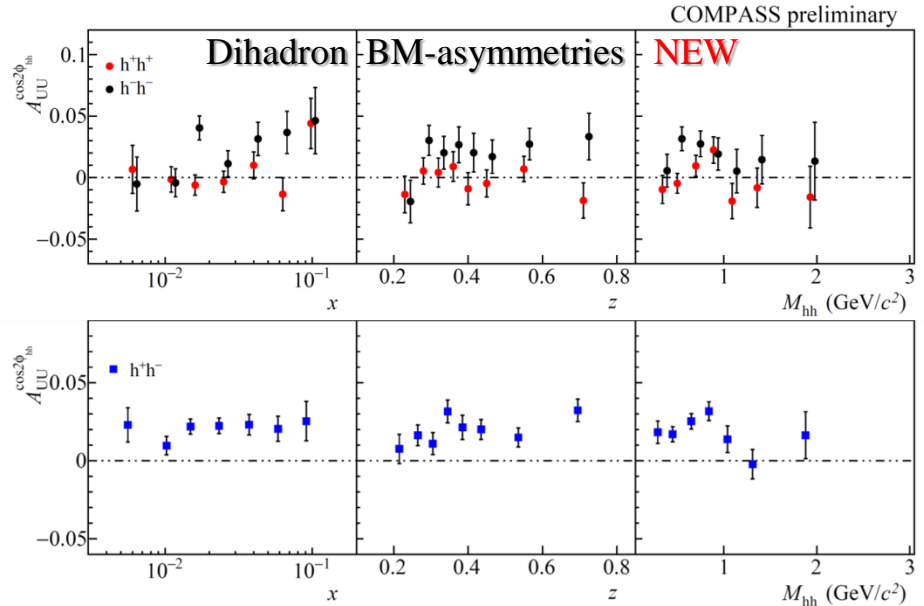 COMPASS preliminary
Dihadron BM-asymmetries NEW
A_UU^cos2ϕ_hh
0.1
0.05
0
−0.05
h⁺h⁺
h⁻h⁻
10⁻² 10⁻¹ 0.2 0.4 0.6 0.8 1 2 3
x z M_hh (GeV/c²)
A_UU^cos2ϕ_hh
0.05
0
−0.05
h⁺h⁻
10⁻² 10⁻¹ 0.2 0.4 0.6 0.8 1 2 3
x z M_hh (GeV/c²)